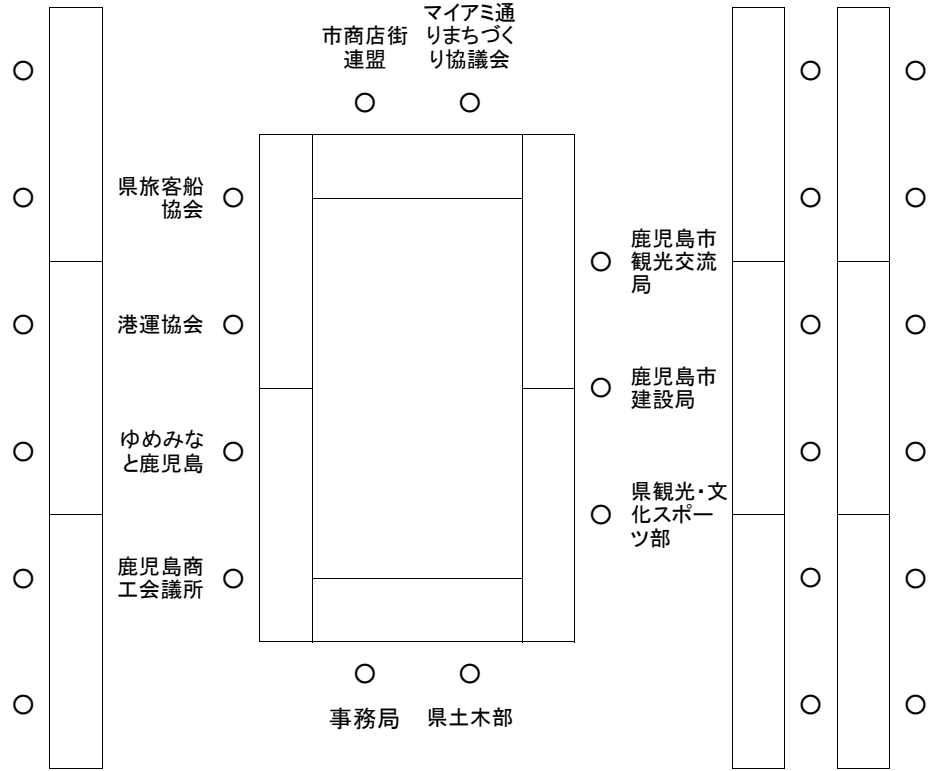 市商店街
連盟
マイアミ通
りまちづく
り協議会
県旅客船
協会
港運協会
ゆめみな
と鹿児島
鹿児島商
工会議所
鹿児島市
観光交流
局
鹿児島市
建設局
県観光・文
化スポー
ツ部
事務局
県土木部